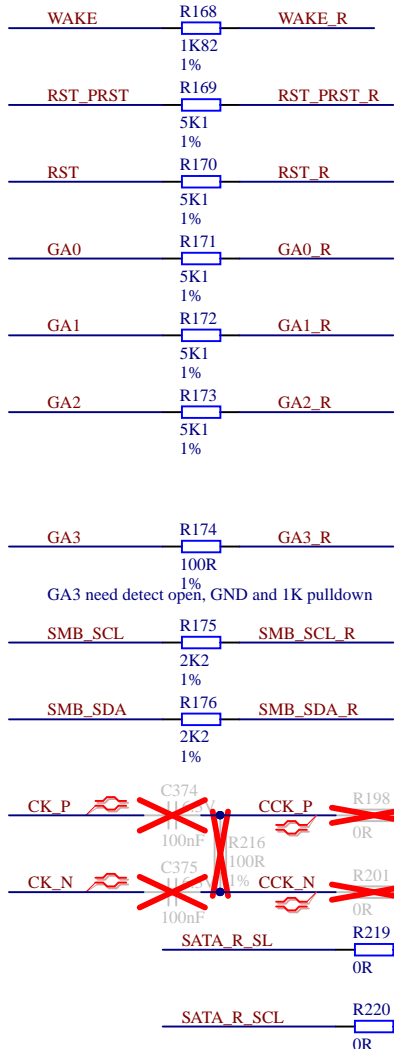 WAKE R168 WAKE_R
1K82
1%
RST_PRST R169 RST_PRST_R
5K1
1%
RST R170 RST_R
5K1
1%
GA0 R171 GA0_R
5K1
1%
GA1 R172 GA1_R
5K1
1%
GA2 R173 GA2_R
5K1
1%
GA3 R174 GA3_R
100R
1%
GA3 need detect open, GND and 1K pulldown
SMB_SCL R175 SMB_SCL_R
2K2
1%
SMB_SDA R176 SMB_SDA_R
2K2
1%
CK_P C374 CCK_P R198
100nF 0R
R216
100R
1%
CK_N C375 CCK_N R201
100nF 0R
SATA_R_SL R219
0R
SATA_R_SCL R220
0R